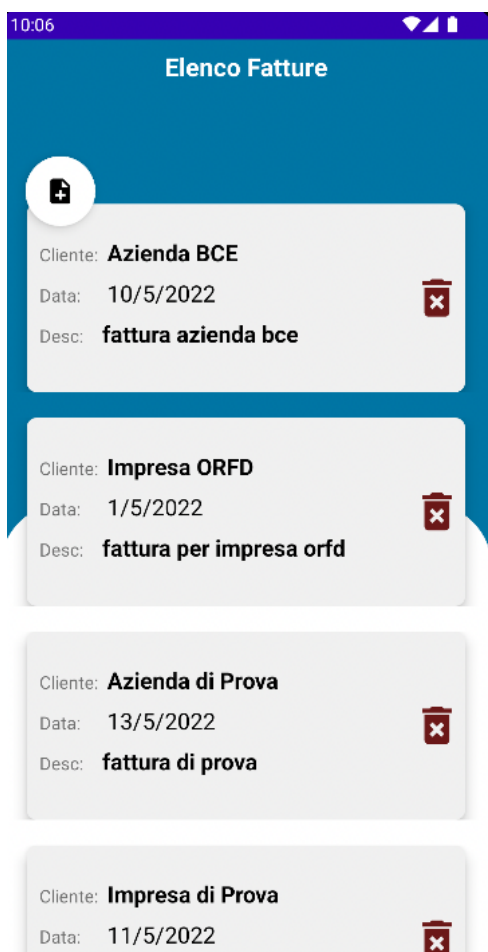 10:06
Elenco Fatture
Cliente: Azienda BCE
Data: 10/5/2022
Desc: fattura azienda bce
Cliente: Impresa ORFD
Data: 1/5/2022
Desc: fattura per impresa orfd
Cliente: Azienda di Prova
Data: 13/5/2022
Desc: fattura di prova
Cliente: Impresa di Prova
Data: 11/5/2022